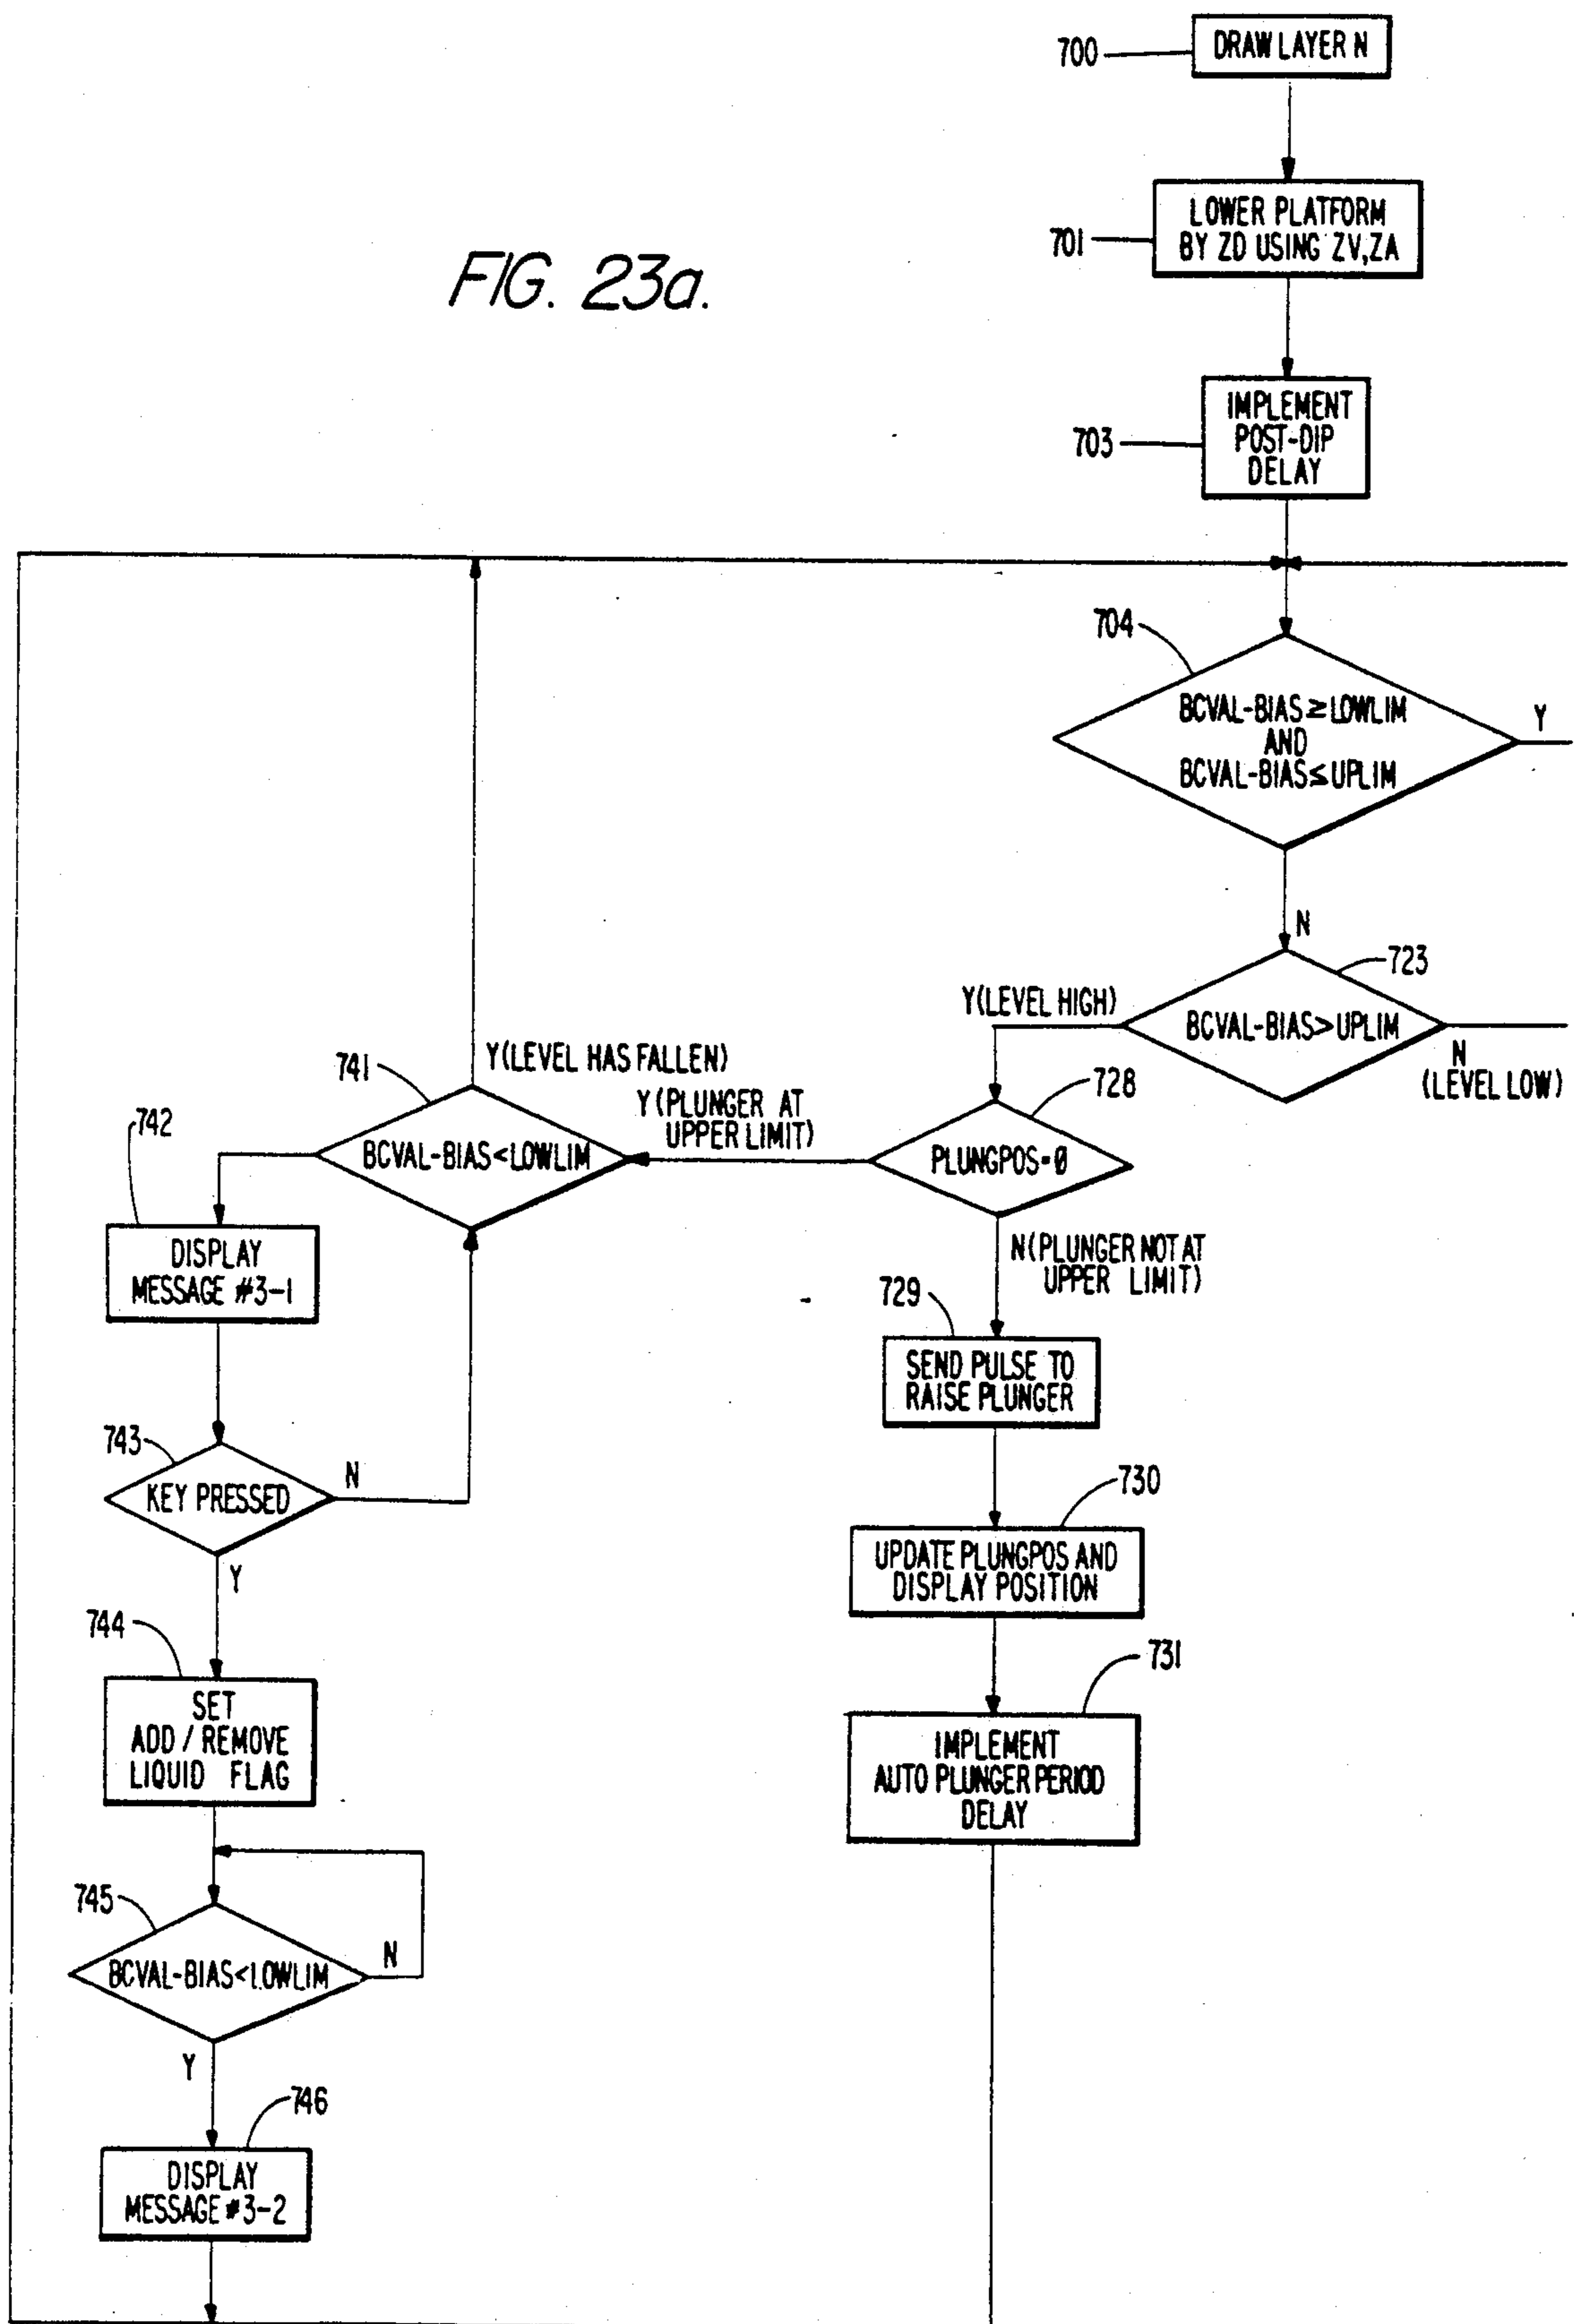 700
DRAW LAYER N
701
LOWER PLATFORM
BY ZD USING ZV,ZA
FIG. 23a.
703
IMPLEMENT
POST-DIP
DELAY
704
BCVAL-BIAS≥LOWLIM
AND
BCVAL-BIAS≤UPLIM
Y
N
723
Y(LEVEL HIGH)
BCVAL-BIAS>UPLIM
N
(LEVEL LOW)
741
Y(LEVEL HAS FALLEN)
728
Y(PLUNGER AT
UPPER LIMIT)
742
BCVAL-BIAS<LOWLIM
PLUNGPOS=0
DISPLAY
MESSAGE #3-1
N(PLUNGER NOT AT
UPPER LIMIT)
729
SEND PULSE TO
RAISE PLUNGER
743
KEY PRESSED
N
730
UPDATE PLUNGPOS AND
DISPLAY POSITION
Y
744
731
SET
ADD / REMOVE
LIQUID FLAG
IMPLEMENT
AUTO PLUNGER PERIOD
DELAY
745
BCVAL-BIAS<LOWLIM
N
Y
746
DISPLAY
MESSAGE #3-2